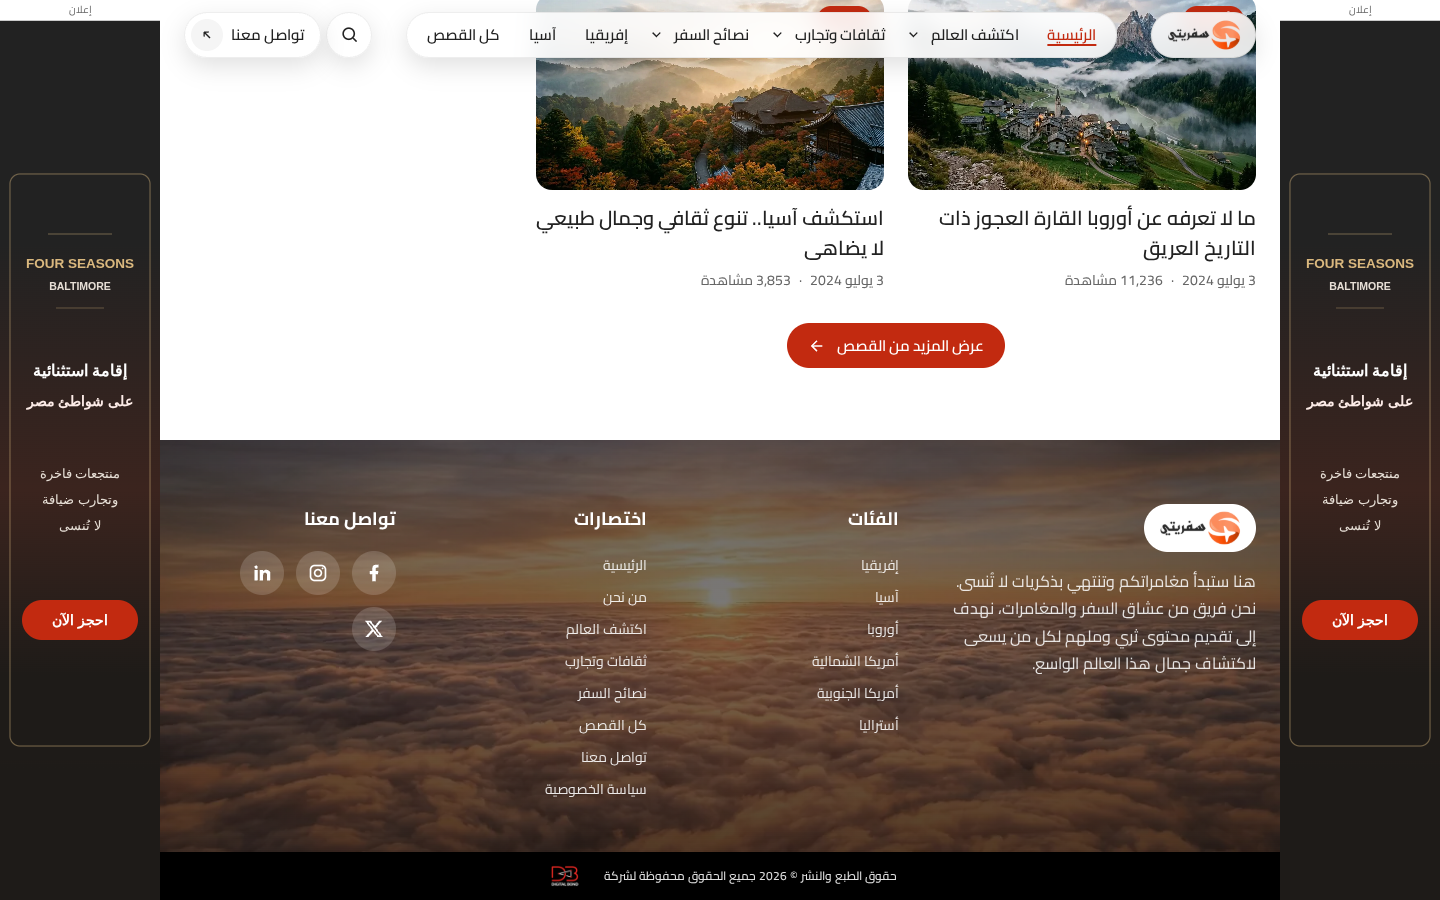 سفريتي
الرئيسية
اكتشف العالم
ثقافات وتجارب
نصائح السفر
إفريقيا
آسيا
كل القصص
تواصل معنا
ما لا تعرفه عن أوروبا القارة العجوز ذات
التاريخ العريق
3 يوليو 2024 · 11,236 مشاهدة
استكشف آسيا.. تنوع ثقافي وجمال طبيعي
لا يضاهى
3 يوليو 2024 · 3,853 مشاهدة
عرض المزيد من القصص
سفريتي
هنا ستبدأ مغامراتكم وتنتهي بذكريات لا تُنسى.
نحن فريق من عشاق السفر والمغامرات، نهدف
إلى تقديم محتوى ثري وملهم لكل من يسعى
لاكتشاف جمال هذا العالم الواسع.
الفئات
إفريقيا
آسيا
أوروبا
أمريكا الشمالية
أمريكا الجنوبية
أستراليا
اختصارات
الرئيسية
من نحن
اكتشف العالم
ثقافات وتجارب
نصائح السفر
كل القصص
تواصل معنا
سياسة الخصوصية
تواصل معنا
حقوق الطبع والنشر © 2026 جميع الحقوق محفوظة لشركة
DIGITAL BOND
إعلان
FOUR SEASONS
BALTIMORE
إقامة استثنائية
على شواطئ مصر
منتجعات فاخرة
وتجارب ضيافة
لا تُنسى
احجز الآن
إعلان
FOUR SEASONS
BALTIMORE
إقامة استثنائية
على شواطئ مصر
منتجعات فاخرة
وتجارب ضيافة
لا تُنسى
احجز الآن